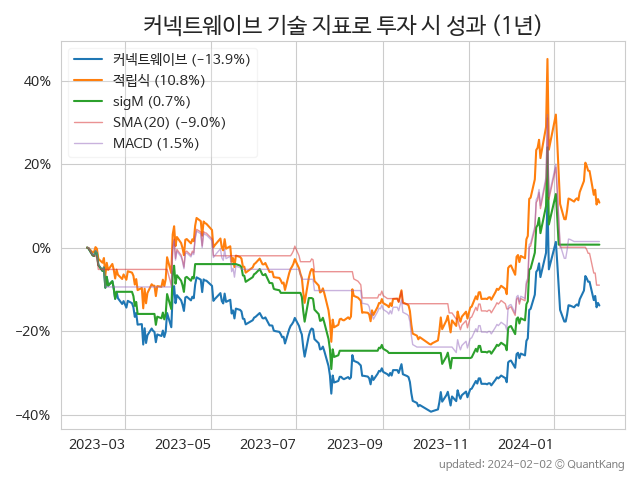 커넥트웨이브 기술 지표로 투자 시 성과 (1년)
커넥트웨이브 (−13.9%)
적립식 (10.8%)
sigM (0.7%)
SMA(20) (−9.0%)
MACD (1.5%)
40%
20%
0%
−20%
−40%
2023-03 2023-05 2023-07 2023-09 2023-11 2024-01
updated: 2024-02-02 © QuantKang